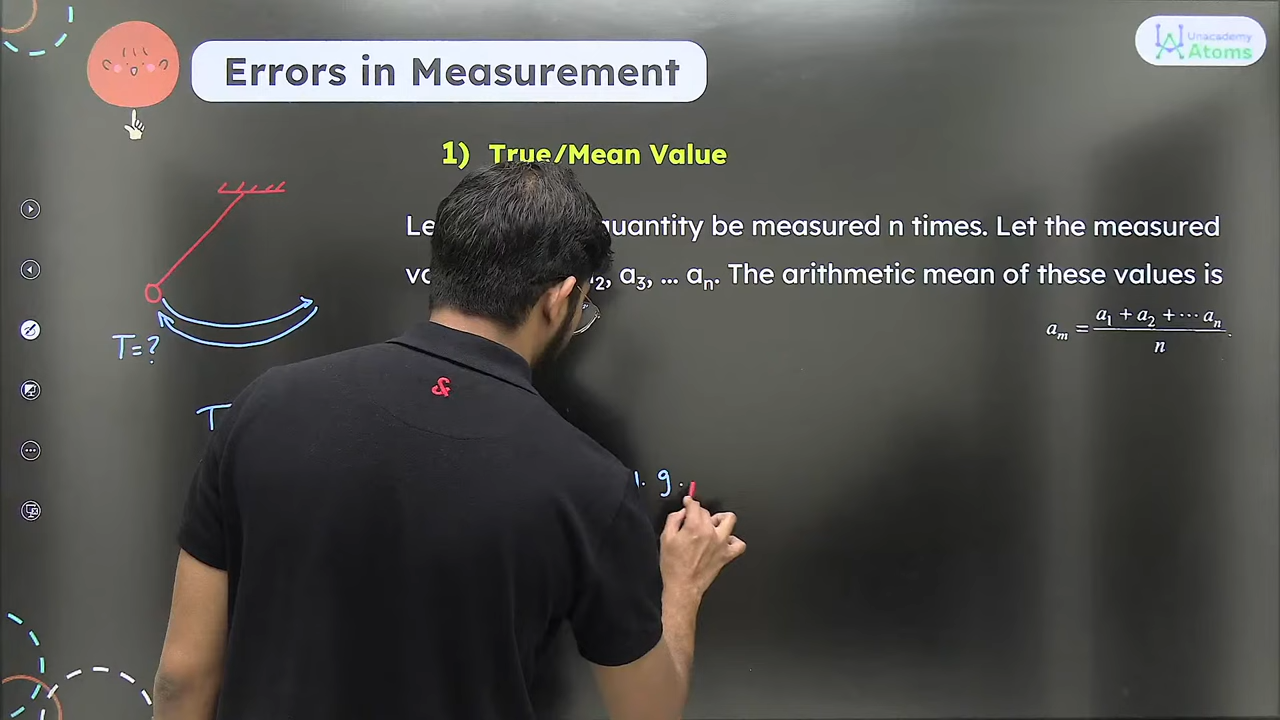 Unacademy
Atoms
Errors in Measurement
1) True/Mean Value
quantity be measured n times. Let the measured
a₃, ... aₙ. The arithmetic mean of these values is
aₘ = (a₁ + a₂ + ⋯ aₙ)/n
T=?
T
g.